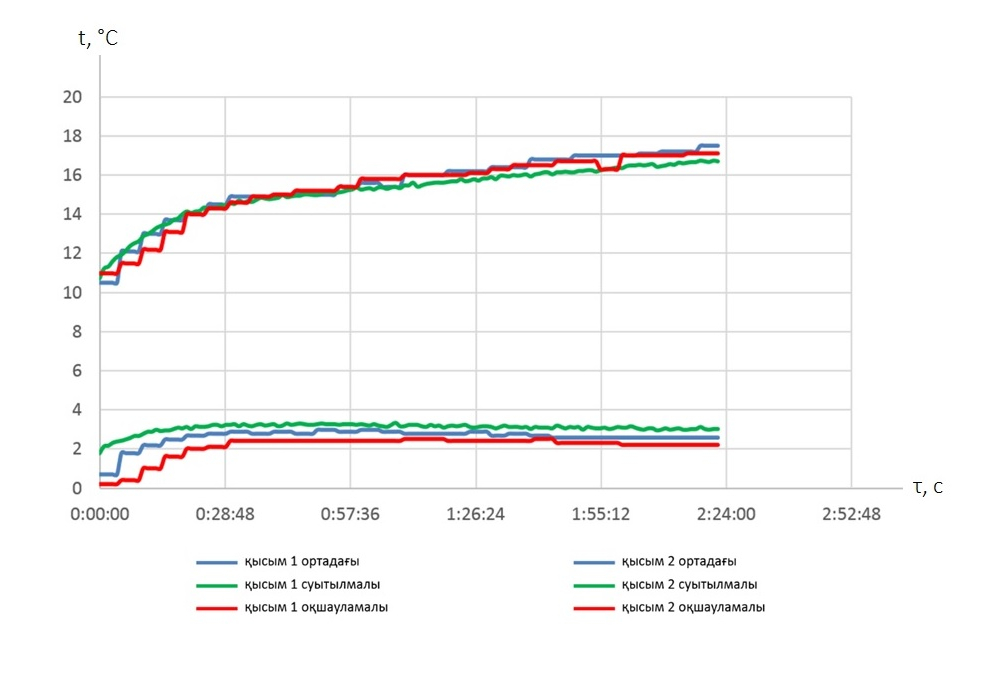 t, °C
20
18
16
14
12
10
8
6
4
2
0
τ, c
0:00:00 0:28:48 0:57:36 1:26:24 1:55:12 2:24:00 2:52:48
қысым 1 ортадағы қысым 2 ортадағы
қысым 1 суытылмалы қысым 2 суытылмалы
қысым 1 оқшауламалы қысым 2 оқшауламалы